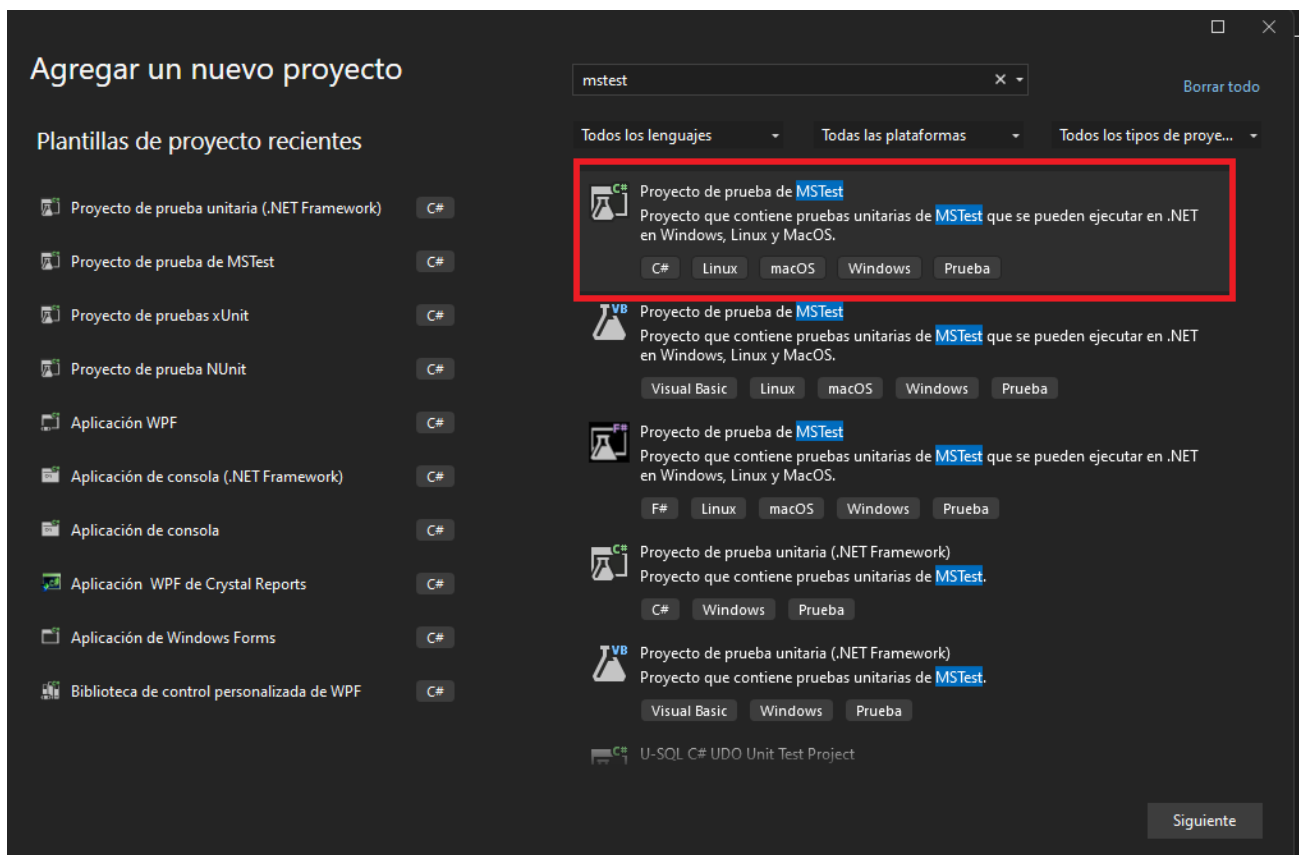 Agregar un nuevo proyecto
Plantillas de proyecto recientes
Proyecto de prueba unitaria (.NET Framework) C#
Proyecto de prueba de MSTest C#
Proyecto de pruebas xUnit C#
Proyecto de prueba NUnit C#
Aplicación WPF C#
Aplicación de consola (.NET Framework) C#
Aplicación de consola C#
Aplicación WPF de Crystal Reports C#
Aplicación de Windows Forms C#
Biblioteca de control personalizada de WPF C#
mstest
Borrar todo
Todos los lenguajes Todas las plataformas Todos los tipos de proye...
C#
Proyecto de prueba de MSTest
Proyecto que contiene pruebas unitarias de MSTest que se pueden ejecutar en .NET
en Windows, Linux y MacOS.
C# Linux macOS Windows Prueba
VB
Proyecto de prueba de MSTest
Proyecto que contiene pruebas unitarias de MSTest que se pueden ejecutar en .NET
en Windows, Linux y MacOS.
Visual Basic Linux macOS Windows Prueba
F#
Proyecto de prueba de MSTest
Proyecto que contiene pruebas unitarias de MSTest que se pueden ejecutar en .NET
en Windows, Linux y MacOS.
F# Linux macOS Windows Prueba
C#
Proyecto de prueba unitaria (.NET Framework)
Proyecto que contiene pruebas unitarias de MSTest.
C# Windows Prueba
VB
Proyecto de prueba unitaria (.NET Framework)
Proyecto que contiene pruebas unitarias de MSTest.
Visual Basic Windows Prueba
C#
U-SQL C# UDO Unit Test Project
Siguiente